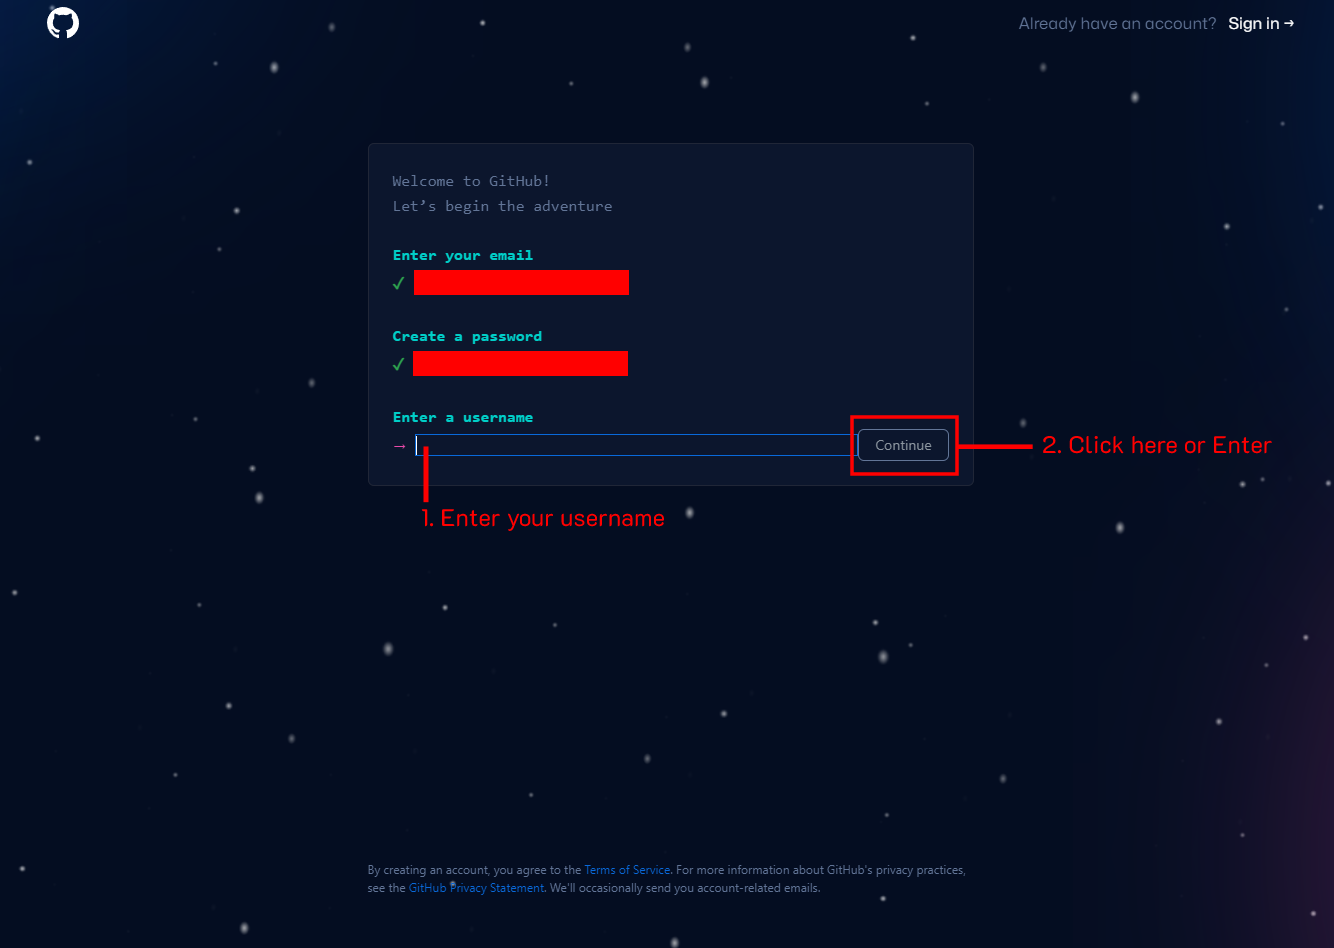 Already have an account? Sign in →
Welcome to GitHub!
Let’s begin the adventure
Enter your email
✓
Create a password
✓
Enter a username
→
Continue
2. Click here or Enter
1. Enter your username
By creating an account, you agree to the Terms of Service. For more information about GitHub's privacy practices,
see the GitHub Privacy Statement. We'll occasionally send you account-related emails.